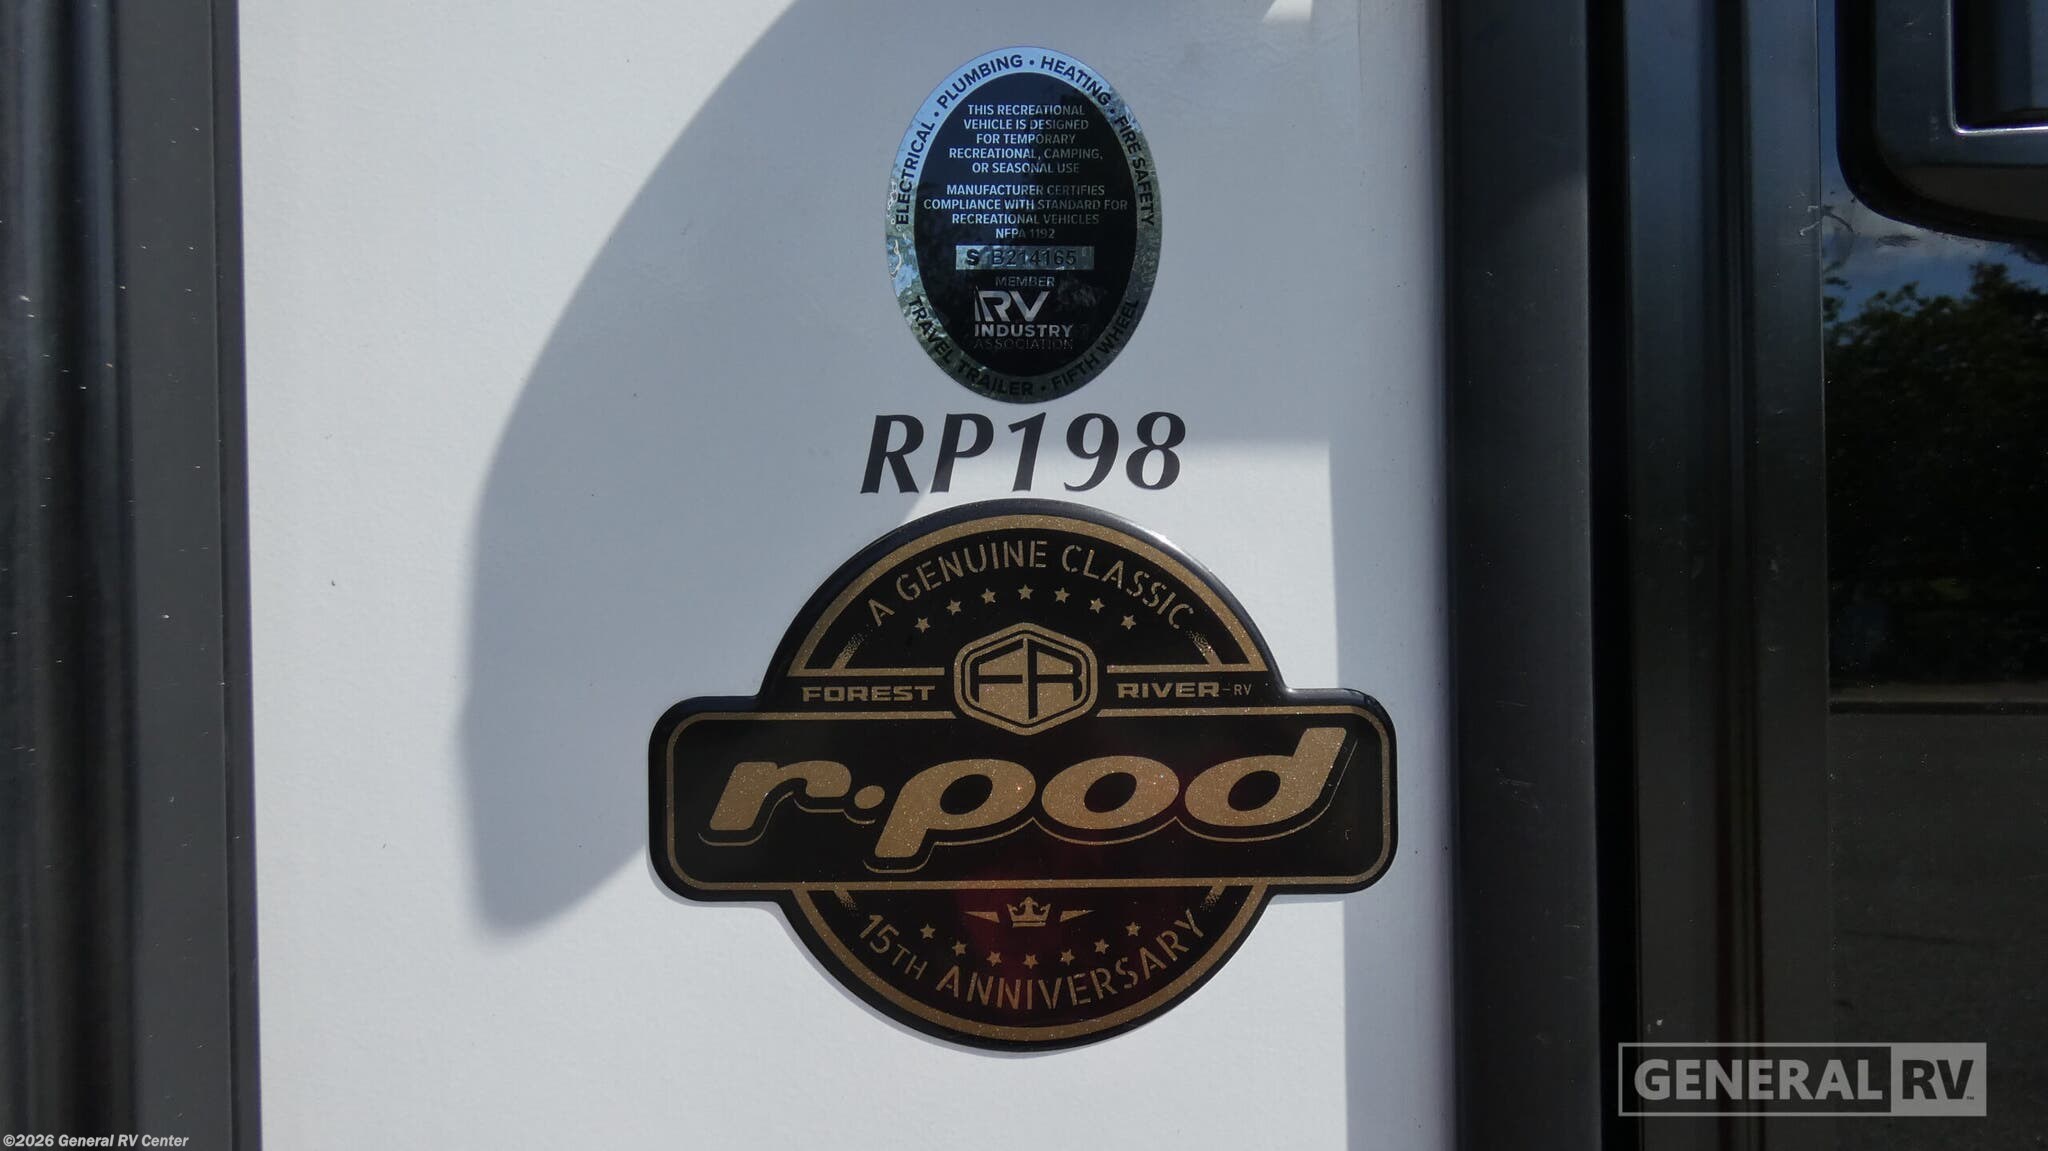 ELECTRICAL • PLUMBING • HEATING • FIRE SAFETY
THIS RECREATIONAL
VEHICLE IS DESIGNED
FOR TEMPORARY
RECREATIONAL, CAMPING,
OR SEASONAL USE
MANUFACTURER CERTIFIES
COMPLIANCE WITH STANDARD FOR
RECREATIONAL VEHICLES
NFPA 1192
S B214165
MEMBER
RV
INDUSTRY
ASSOCIATION
TRAVEL TRAILER • FIFTH WHEEL
RP198
A GENUINE CLASSIC
FR
FOREST RIVER-RV
r·pod
15TH ANNIVERSARY
GENERAL RV™
©2026 General RV Center